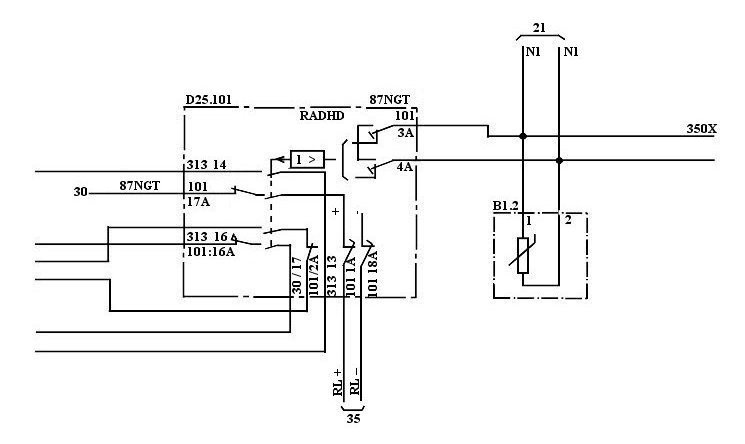 21
N1 N1
D25.101 87NGT
RADHD 101
3A 350X
1 >
313 14 4A
87NGT 101
30
17A
B1.2
+
1 2
313 16
101:16A
30 / 17
101/2A
313 13
101 1A
101 18A
RL +
RL –
35